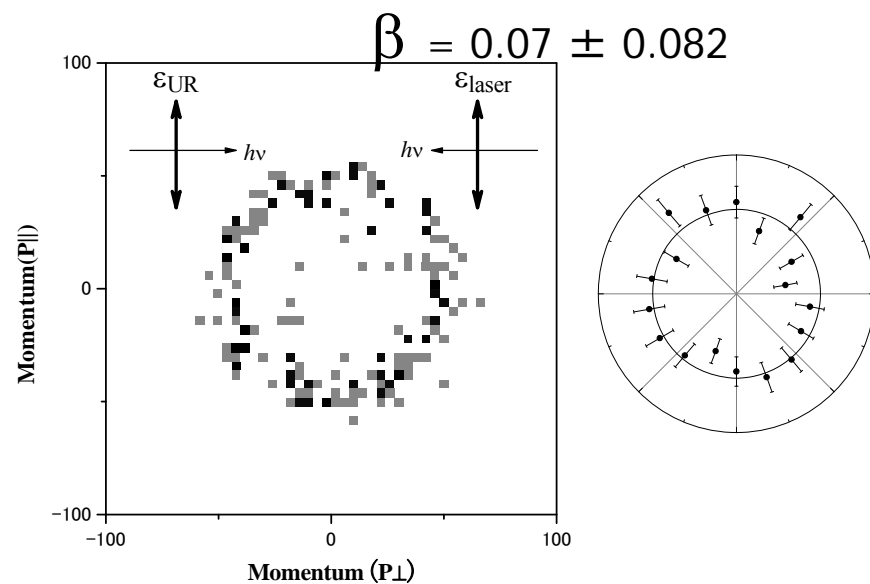 β = 0.07 ± 0.082
100
εUR
εlaser
hν
hν
Momentum(P||)
0
-100
-100
0
100
Momentum (P⊥)